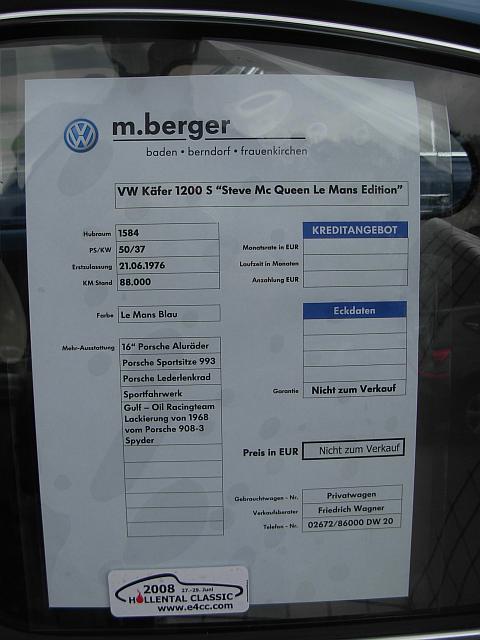 m.berger
baden • berndorf • frauenkirchen
VW Käfer 1200 S "Steve Mc Queen Le Mans Edition"
Hubraum 1584
PS/KW 50/37
Erstzulassung 21.06.1976
KM Stand 88.000
Farbe Le Mans Blau
Mehr-Ausstattung 16" Porsche Aluräder
Porsche Sportsitze 993
Porsche Lederlenkrad
Sportfahrwerk
Gulf – Oil Racingteam
Lackierung von 1968
vom Porsche 908-3
Spyder
KREDITANGEBOT
Monatsrate in EUR
Laufzeit in Monaten
Anzahlung EUR
Eckdaten
Garantie Nicht zum Verkauf
Preis in EUR Nicht zum Verkauf
Gebrauchtwagen - Nr. Privatwagen
Verkaufsberater Friedrich Wagner
Telefon - Nr. 02672/86000 DW 20
2008 27.-29. Juni
HÖLLENTAL CLASSIC
www.e4cc.com